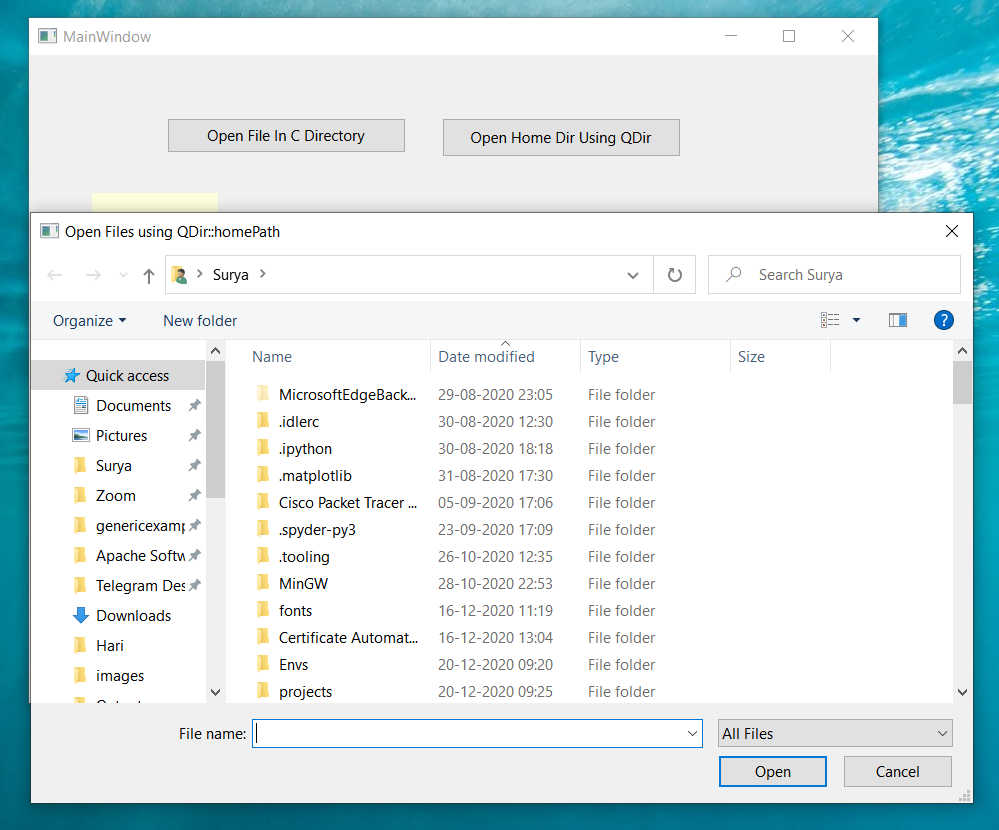 MainWindow
Open File In C Directory
Open Home Dir Using QDir
Open Files using QDir::homePath
Surya
Search Surya
Organize
New folder
?
Quick access
Documents
Pictures
Surya
Zoom
genericexamp
Apache Softw
Telegram Des
Downloads
Hari
images
Name Date modified Type Size
MicrosoftEdgeBack... 29-08-2020 23:05 File folder
.idlerc 30-08-2020 12:30 File folder
.ipython 30-08-2020 18:18 File folder
.matplotlib 31-08-2020 17:30 File folder
Cisco Packet Tracer ... 05-09-2020 17:06 File folder
.spyder-py3 23-09-2020 17:09 File folder
.tooling 26-10-2020 12:35 File folder
MinGW 28-10-2020 22:53 File folder
fonts 16-12-2020 11:19 File folder
Certificate Automat... 16-12-2020 13:04 File folder
Envs 20-12-2020 09:20 File folder
projects 20-12-2020 09:25 File folder
File name:
All Files
Open
Cancel